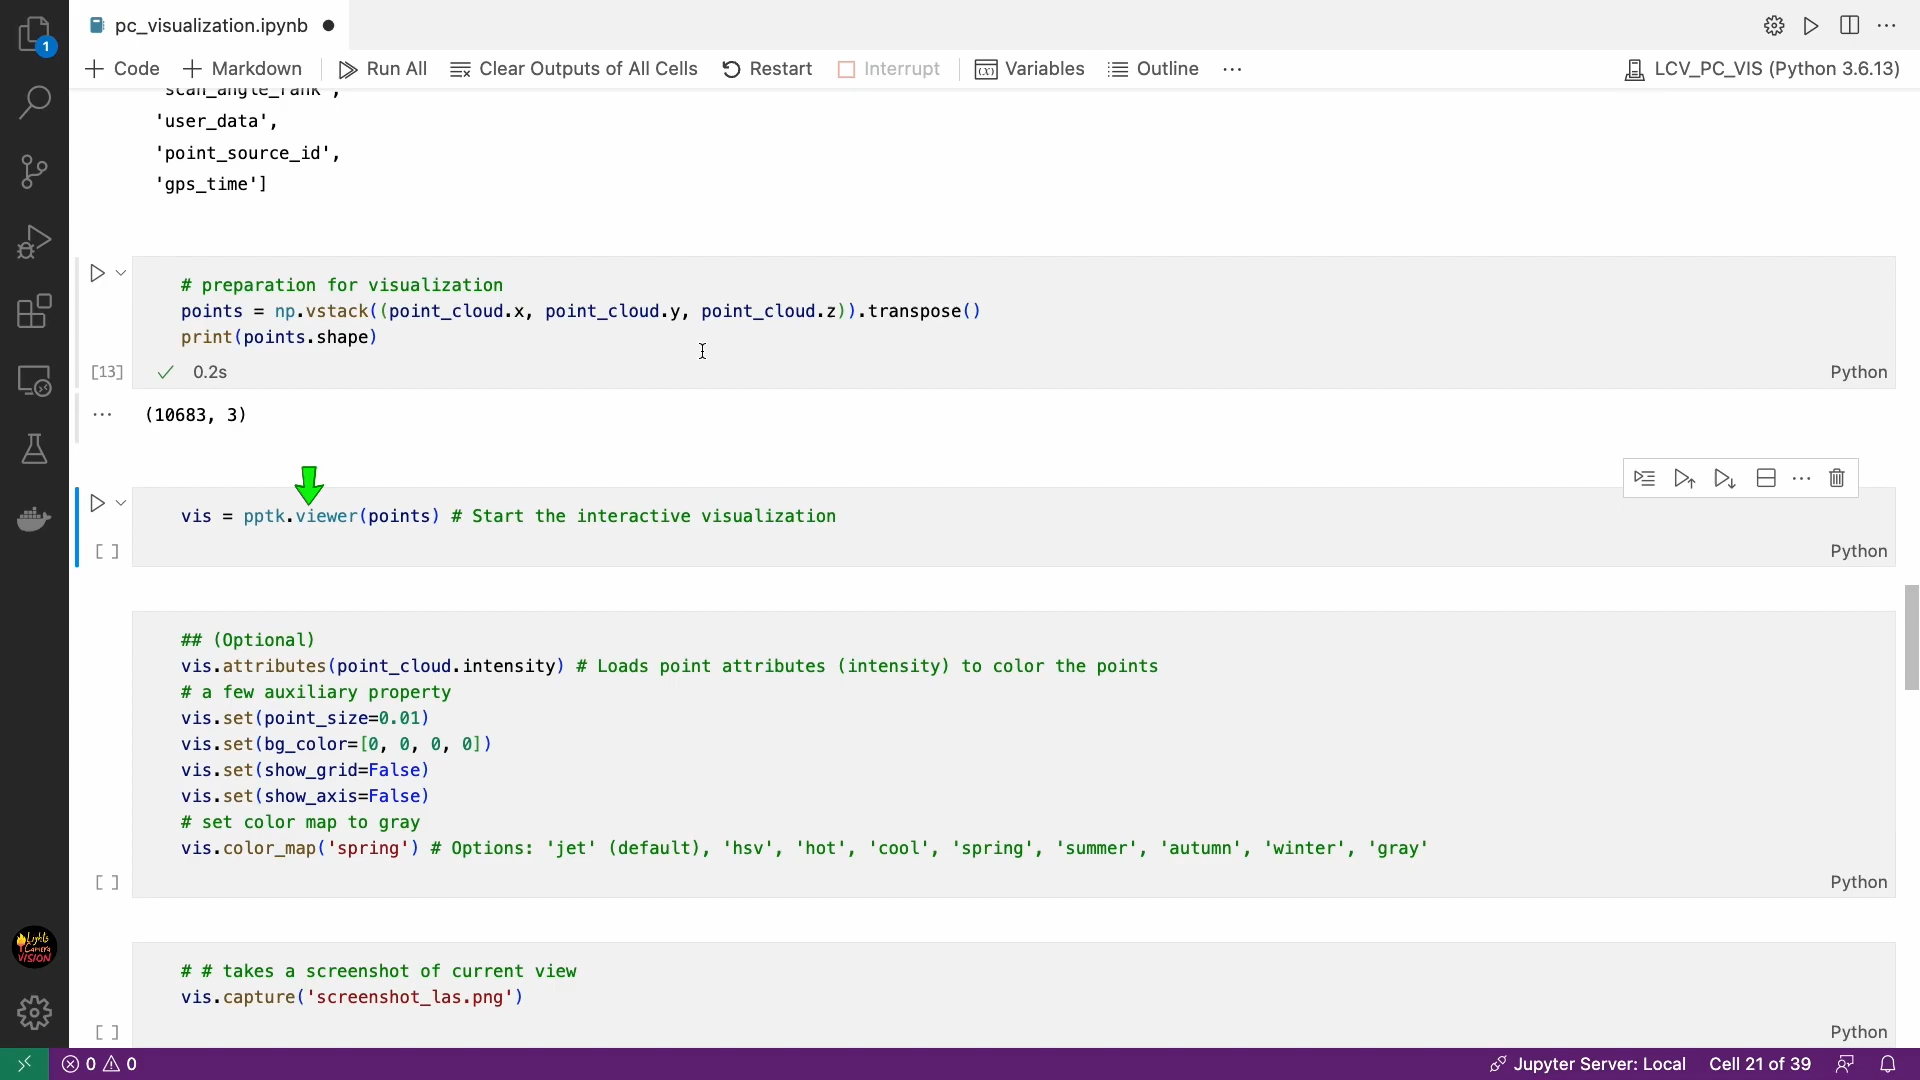 pc_visualization.ipynb
1
Code
Markdown
Run All
Clear Outputs of All Cells
Restart
Interrupt
Variables
Outline
LCV_PC_VIS (Python 3.6.13)
'scan_angle_rank',
'user_data',
'point_source_id',
'gps_time']
# preparation for visualization
points = np.vstack((point_cloud.x, point_cloud.y, point_cloud.z)).transpose()
print(points.shape)
[13]
0.2s
Python
(10683, 3)
vis = pptk.viewer(points) # Start the interactive visualization
[ ]
Python
## (Optional)
vis.attributes(point_cloud.intensity) # Loads point attributes (intensity) to color the points
# a few auxiliary property
vis.set(point_size=0.01)
vis.set(bg_color=[0, 0, 0, 0])
vis.set(show_grid=False)
vis.set(show_axis=False)
# set color map to gray
vis.color_map('spring') # Options: 'jet' (default), 'hsv', 'hot', 'cool', 'spring', 'summer', 'autumn', 'winter', 'gray'
[ ]
Python
Lights
Camera
VISION
# # takes a screenshot of current view
vis.capture('screenshot_las.png')
[ ]
Python
0
0
Jupyter Server: Local
Cell 21 of 39